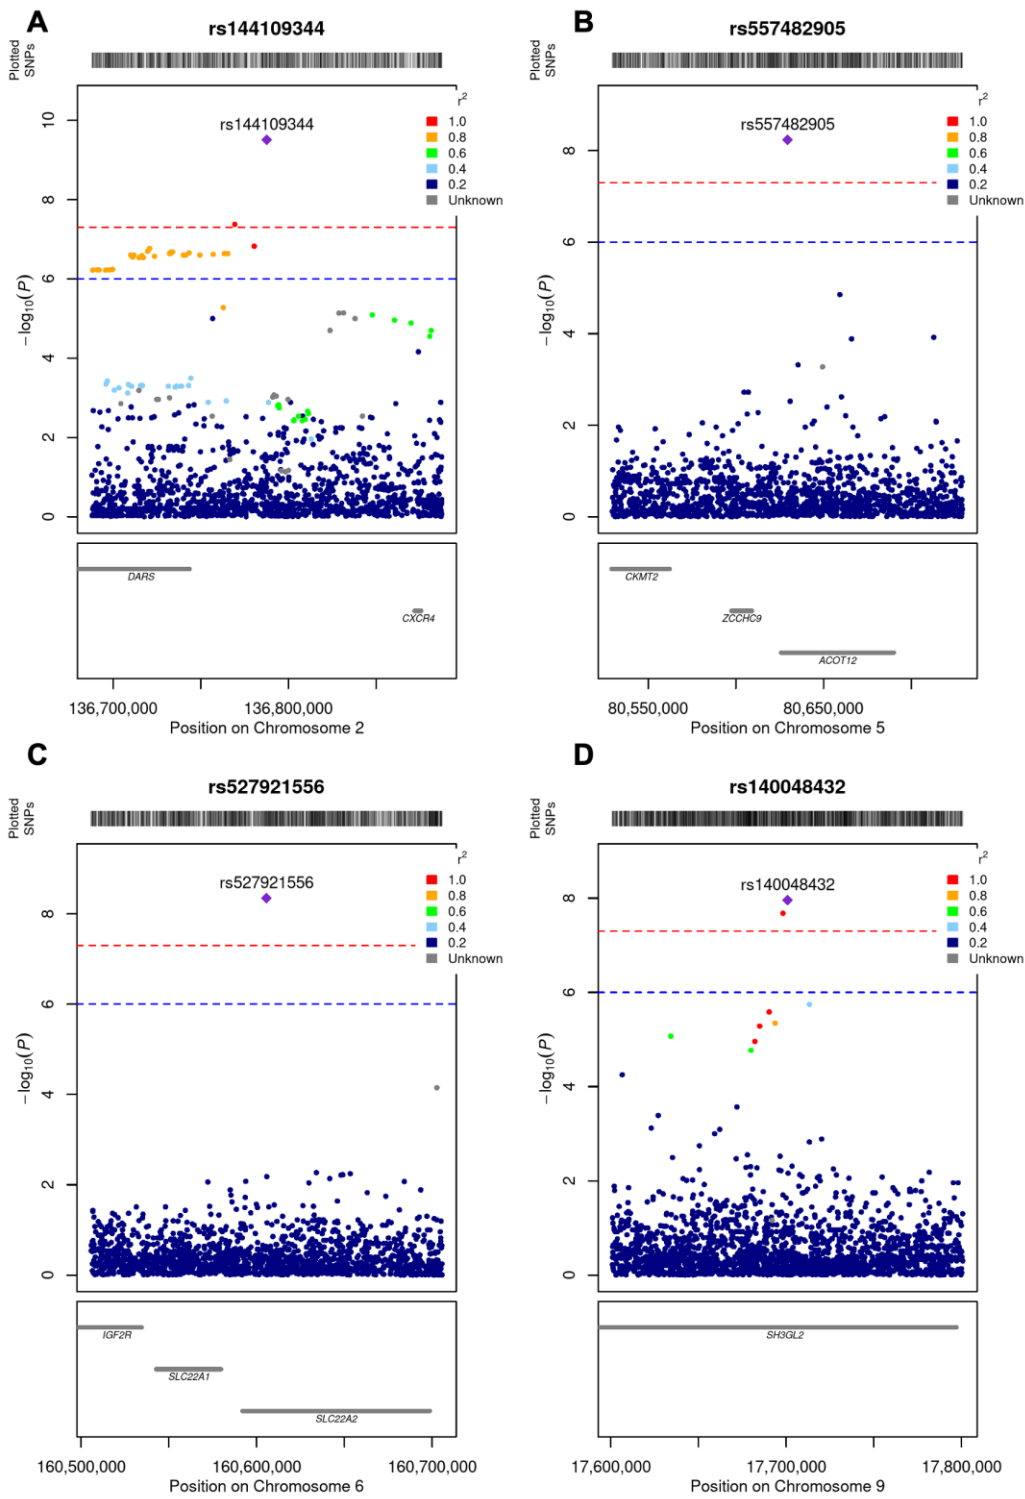 A
rs144109344
Plotted
SNPs
r2
1.0
0.8
0.6
0.4
0.2
Unknown
rs144109344
10
8
6
4
2
0
−log10(P)
DARS
CXCR4
136,700,000
136,800,000
Position on Chromosome 2
B
rs557482905
Plotted
SNPs
r2
1.0
0.8
0.6
0.4
0.2
Unknown
rs557482905
8
6
4
2
0
−log10(P)
CKMT2
ZCCHC9
ACOT12
80,550,000
80,650,000
Position on Chromosome 5
C
rs527921556
Plotted
SNPs
r2
1.0
0.8
0.6
0.4
0.2
Unknown
rs527921556
8
6
4
2
0
−log10(P)
IGF2R
SLC22A1
SLC22A2
160,500,000
160,600,000
160,700,000
Position on Chromosome 6
D
rs140048432
Plotted
SNPs
r2
1.0
0.8
0.6
0.4
0.2
Unknown
rs140048432
8
6
4
2
0
−log10(P)
SH3GL2
17,600,000
17,700,000
17,800,000
Position on Chromosome 9